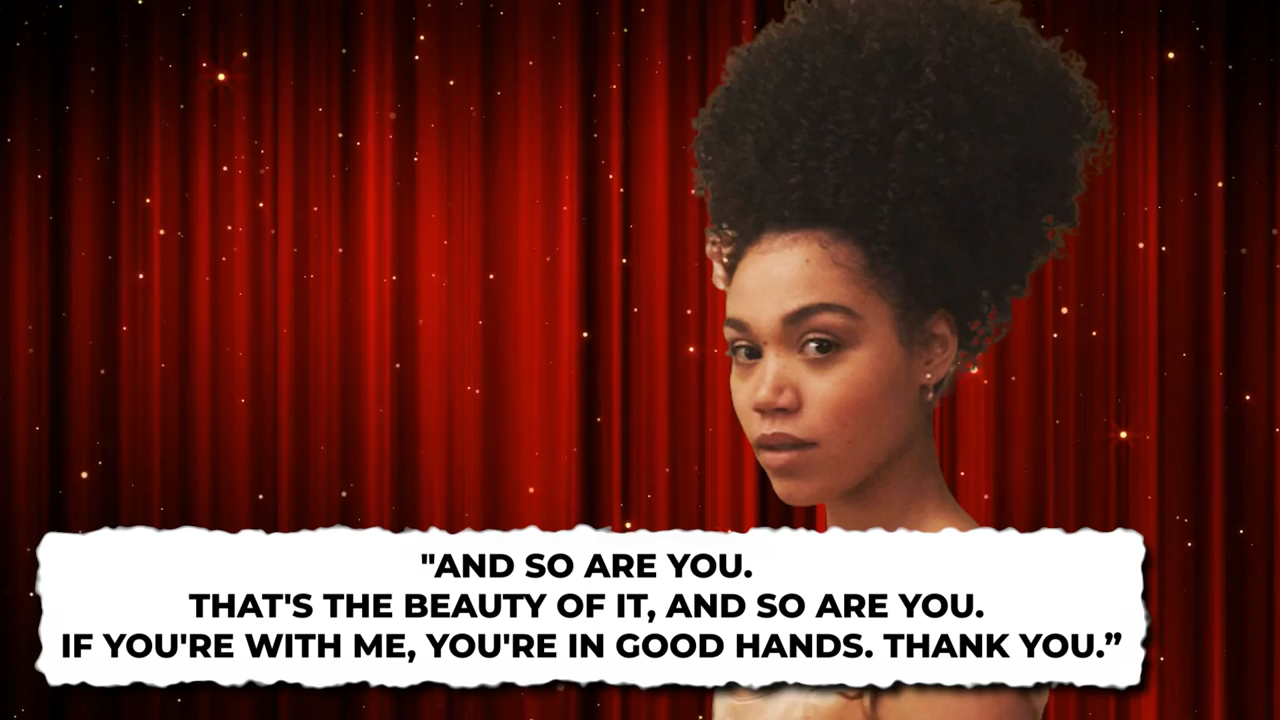 "AND SO ARE YOU.
THAT'S THE BEAUTY OF IT, AND SO ARE YOU.
IF YOU'RE WITH ME, YOU'RE IN GOOD HANDS. THANK YOU.”